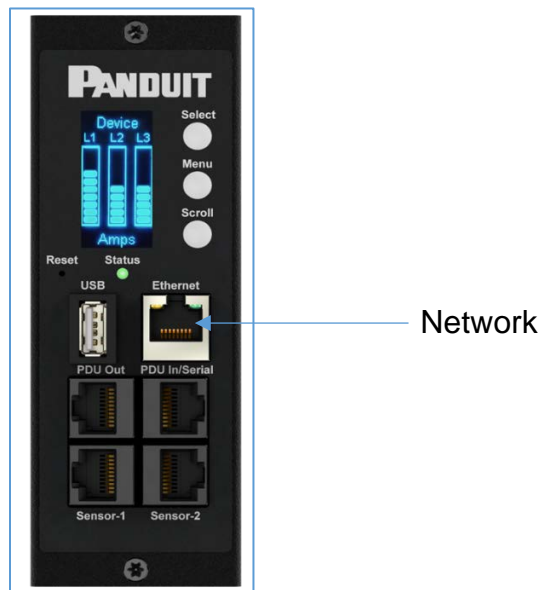 PANDUIT
Device
L1 L2 L3
Amps
Select
Menu
Scroll
Reset Status
USB Ethernet
Network
PDU Out PDU In/Serial
Sensor-1 Sensor-2